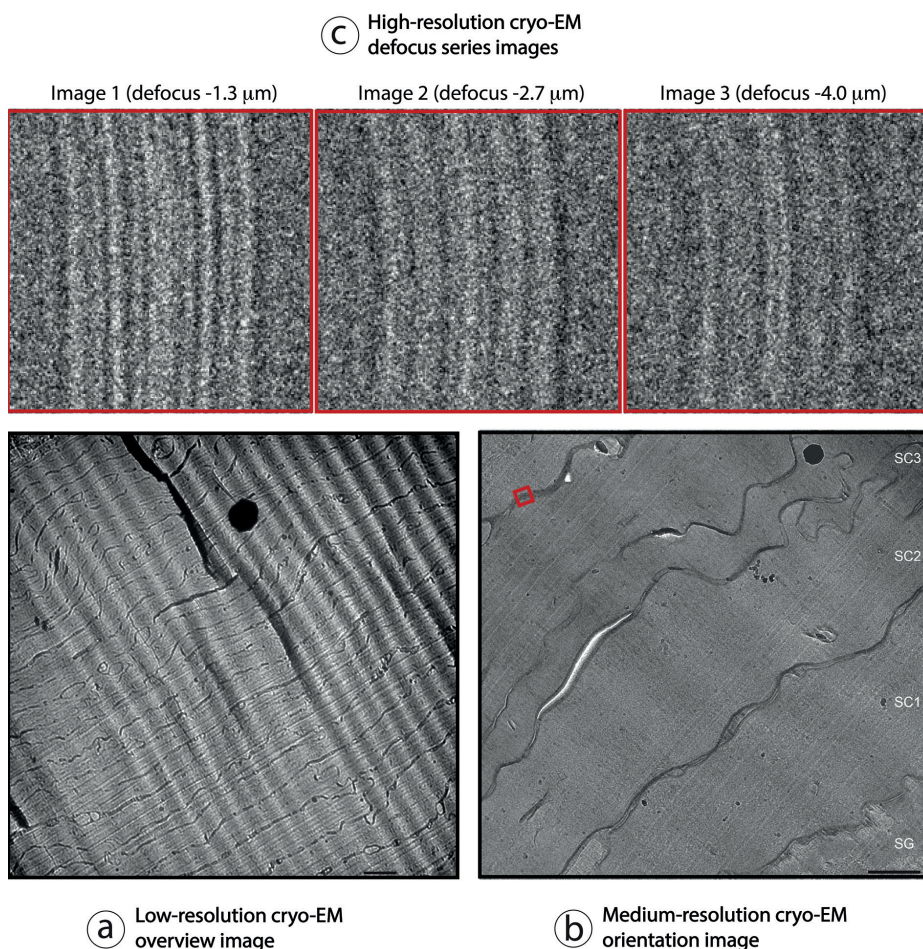 c High-resolution cryo-EM
defocus series images
Image 1 (defocus -1.3 μm) Image 2 (defocus -2.7 μm) Image 3 (defocus -4.0 μm)
SC3
SC2
SC1
SG
a Low-resolution cryo-EM
overview image
b Medium-resolution cryo-EM
orientation image